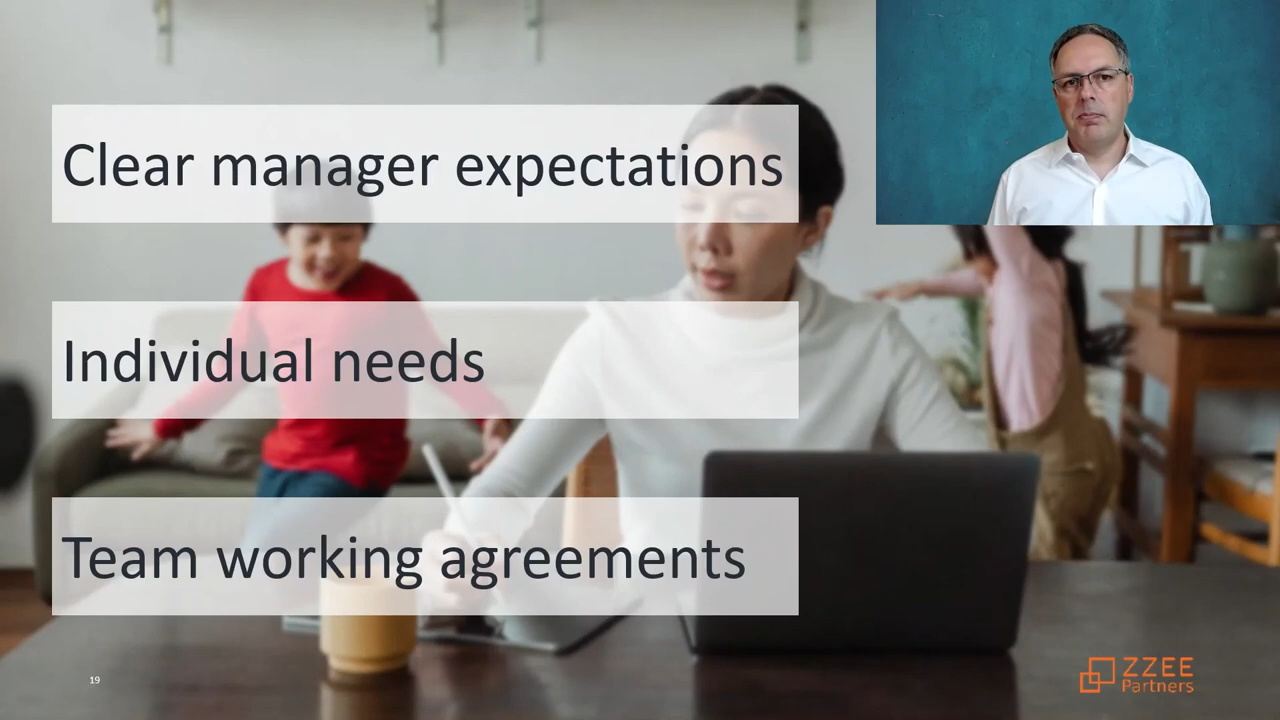 Clear manager expectations
Individual needs
Team working agreements
19
ZZEE
Partners